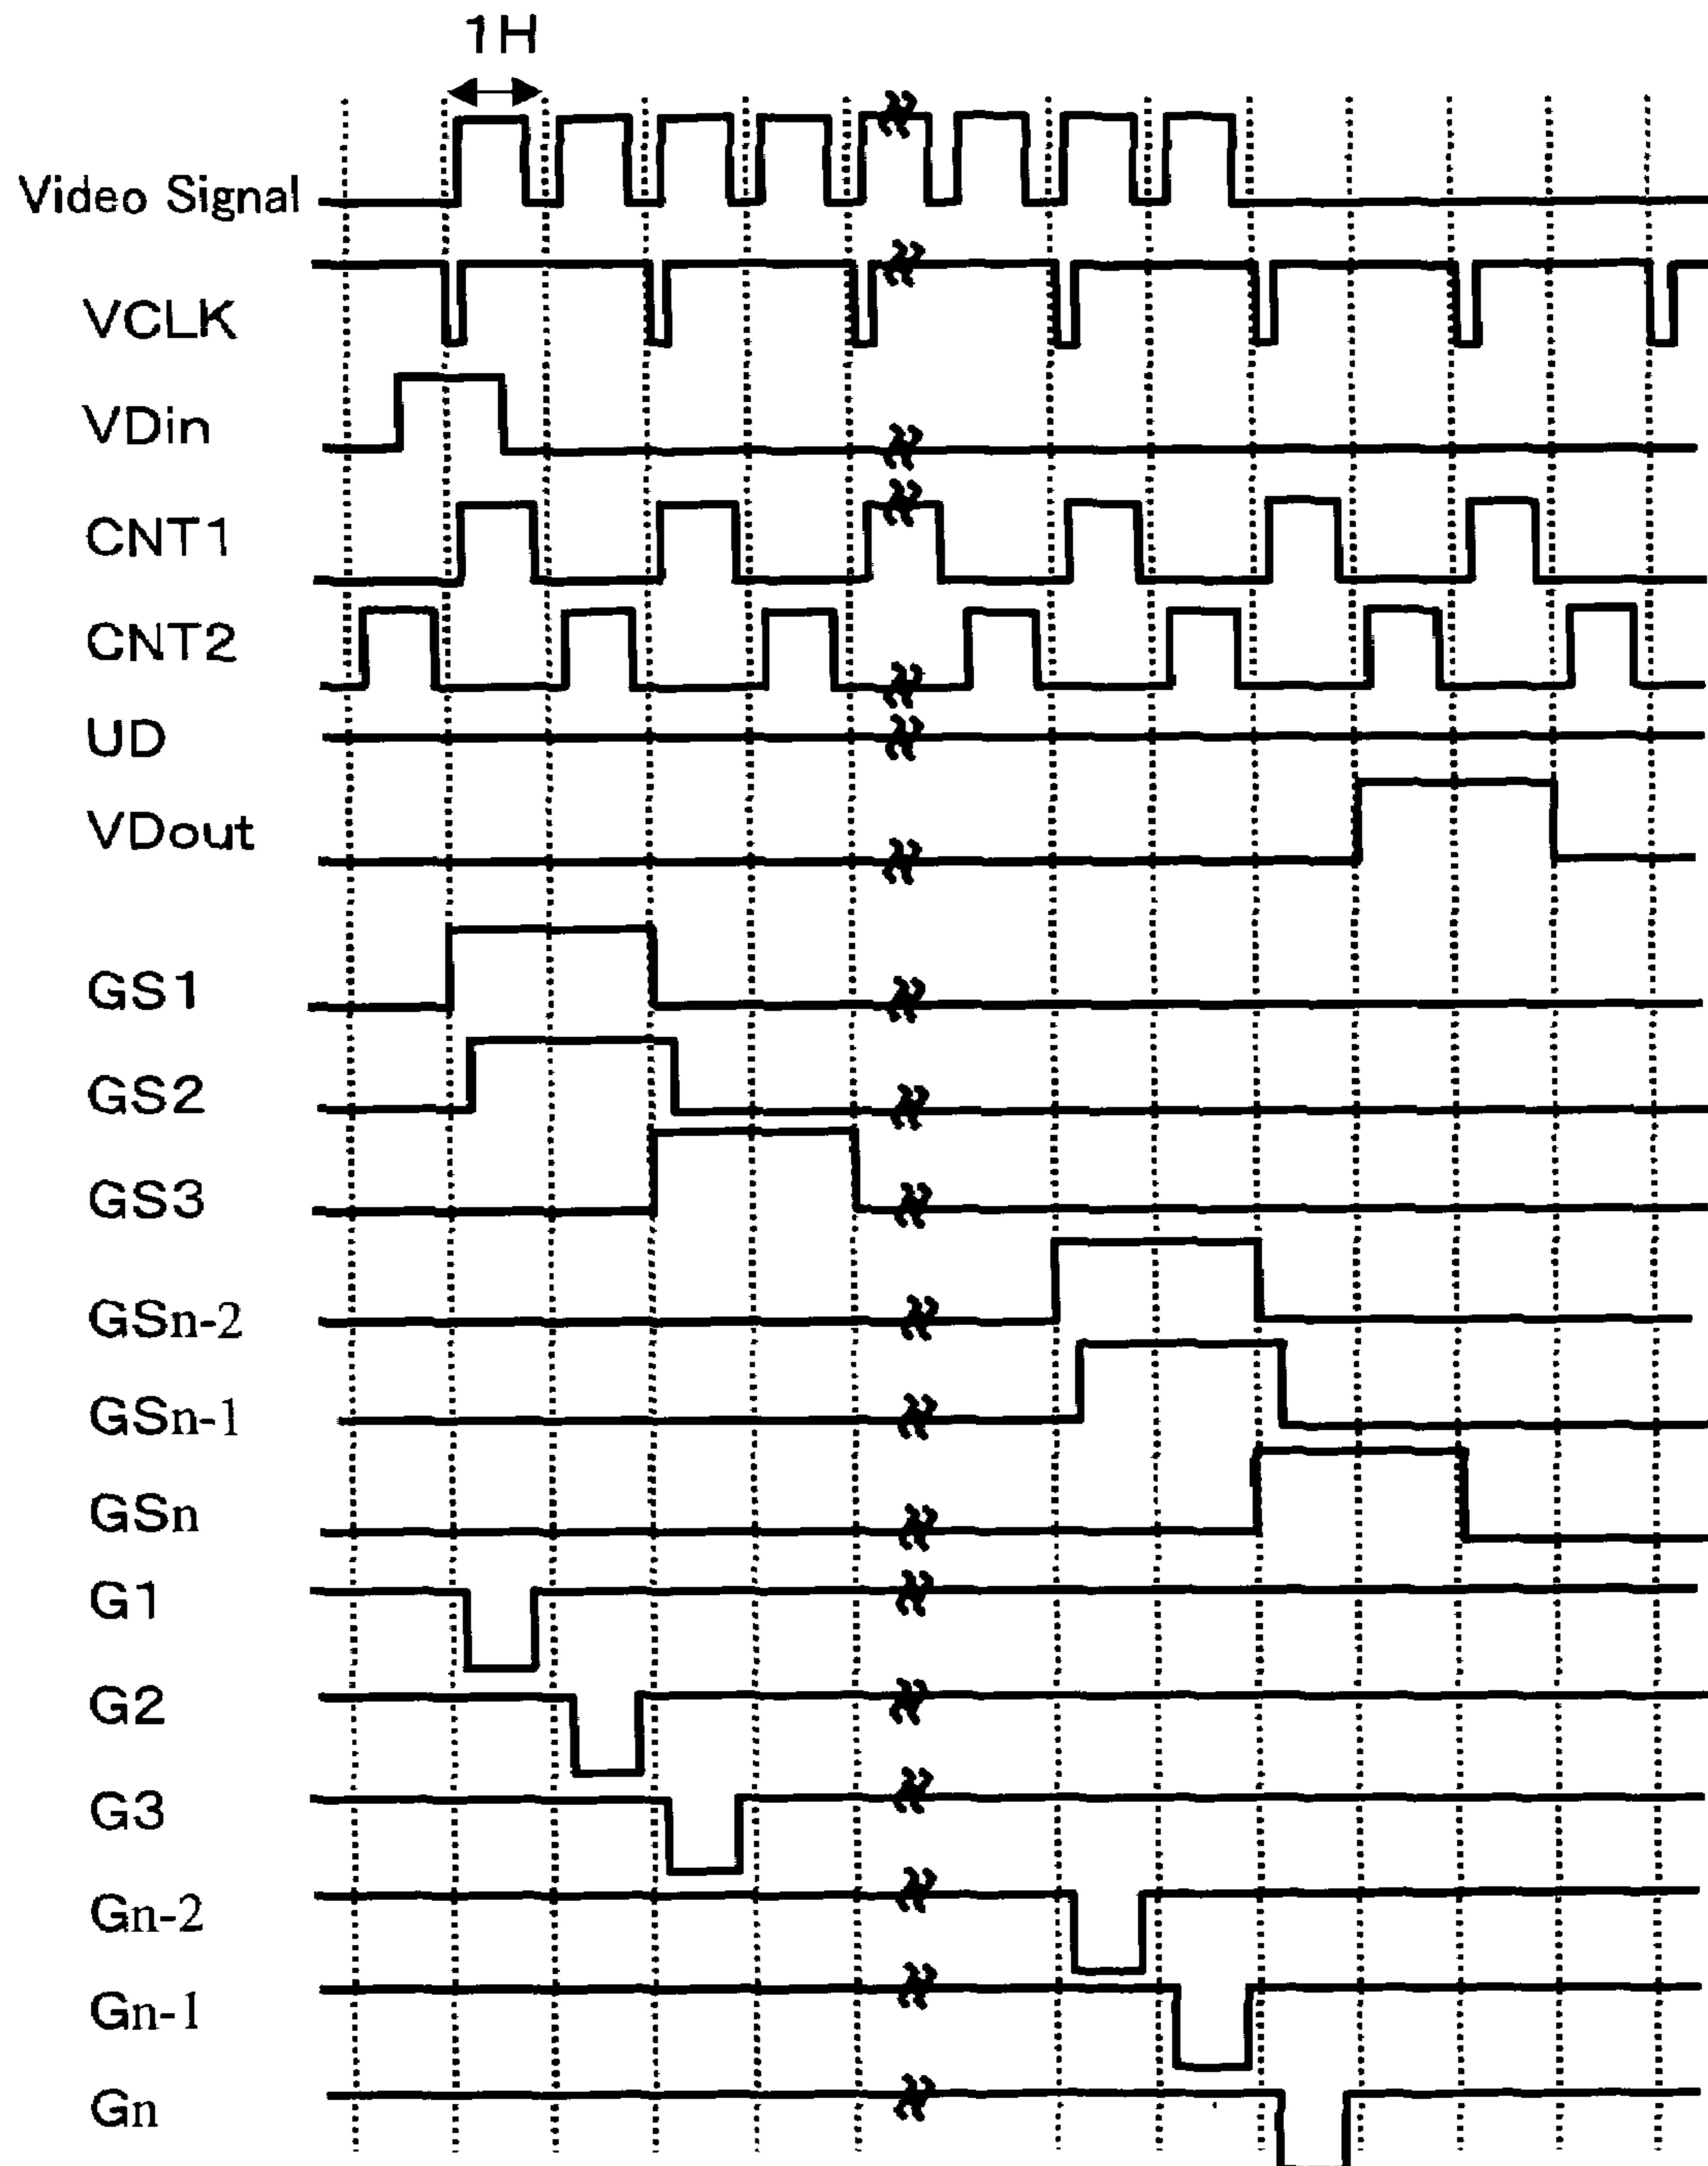 1H
Video Signal
VCLK
VDin
CNT1
CNT2
UD
VDout
GS1
GS2
GS3
GSn-2
GSn-1
GSn
G1
G2
G3
Gn-2
Gn-1
Gn